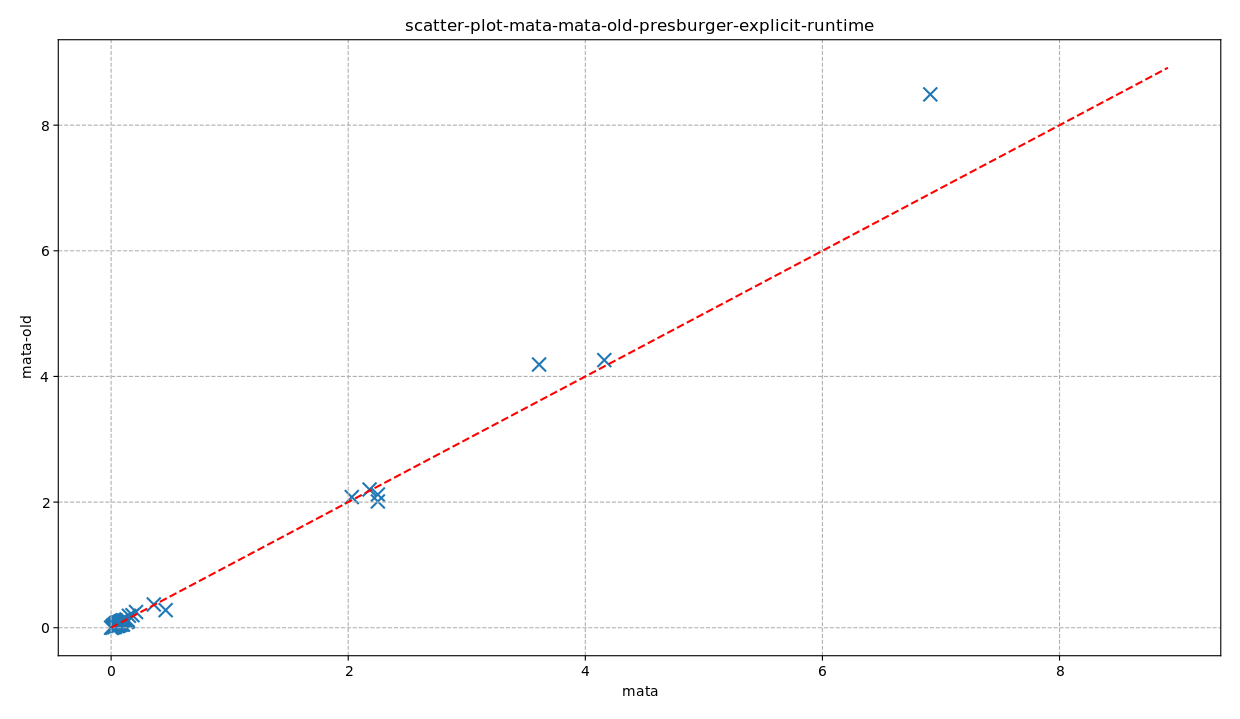 scatter-plot-mata-mata-old-presburger-explicit-runtime
mata-old
8
6
4
2
0
0 2 4 6 8
mata